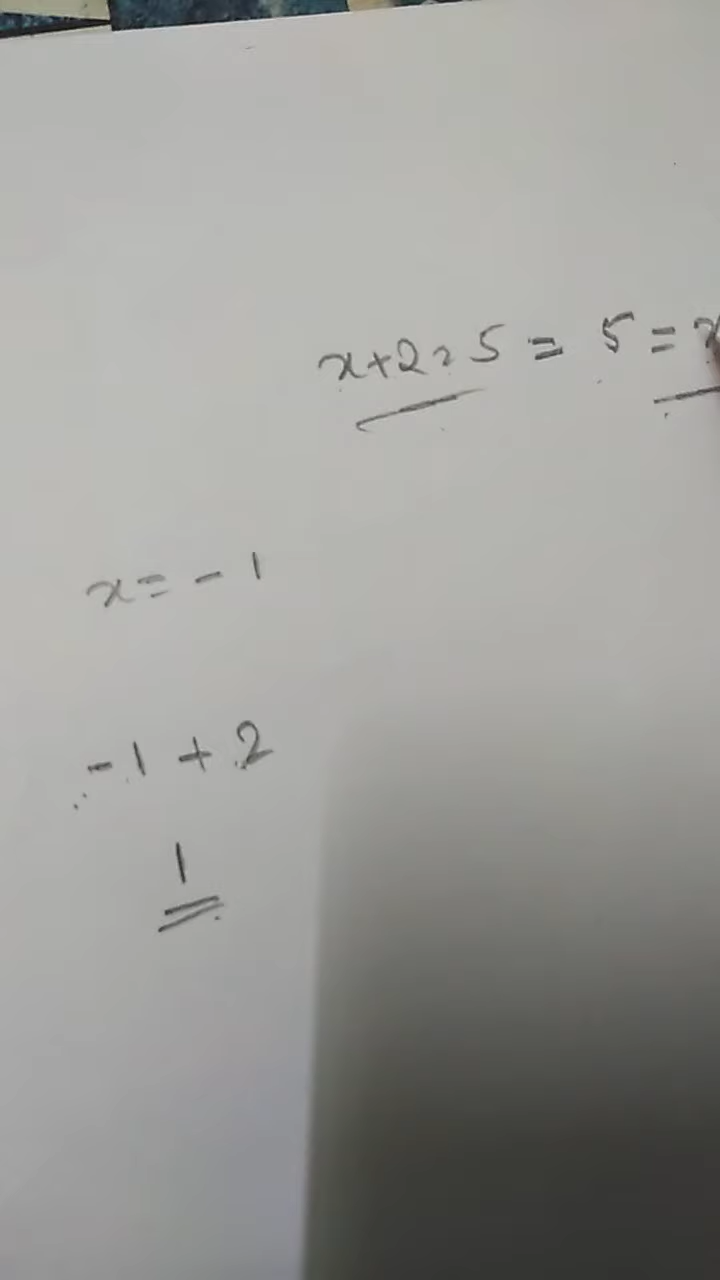 x+2=5 = 5 = x
x = -1
-1 + 2
1